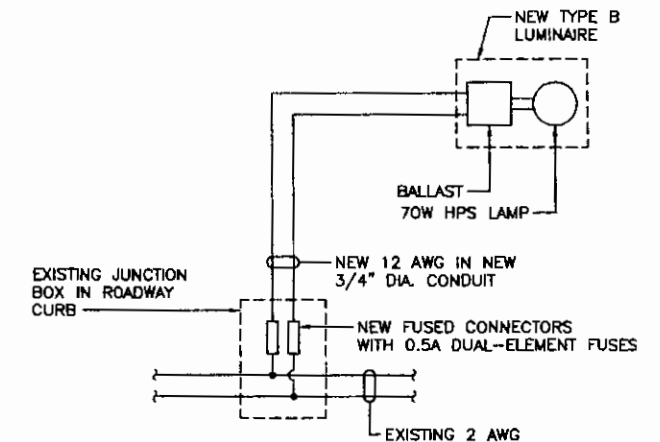 NEW TYPE B
LUMINAIRE
BALLAST
70W HPS LAMP
NEW 12 AWG IN NEW
3/4" DIA. CONDUIT
EXISTING JUNCTION
BOX IN ROADWAY
CURB
NEW FUSED CONNECTORS
WITH 0.5A DUAL-ELEMENT FUSES
EXISTING 2 AWG